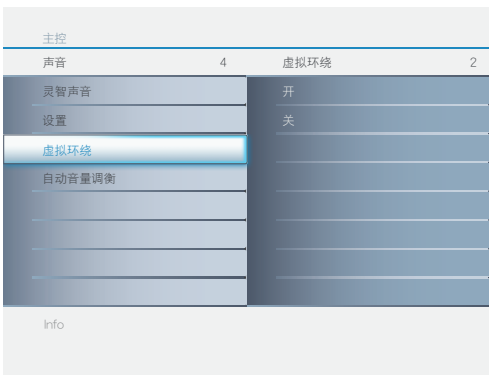 主控
声音 4 虚拟环绕 2
灵智声音 开
设置 关
虚拟环绕
自动音量调衡
Info